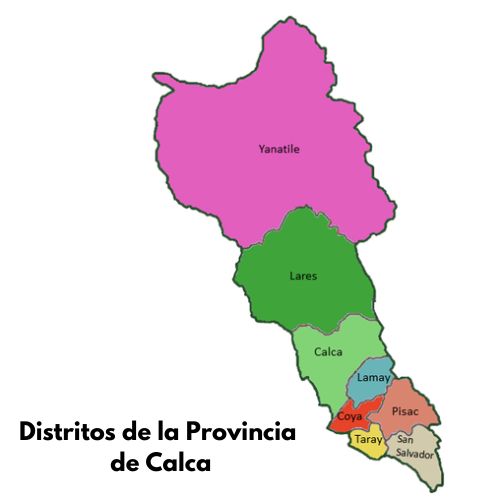 Yanatile
Lares
Calca
Lamay
Coya
Pisac
Taray
San
Salvador
Distritos de la Provincia
de Calca